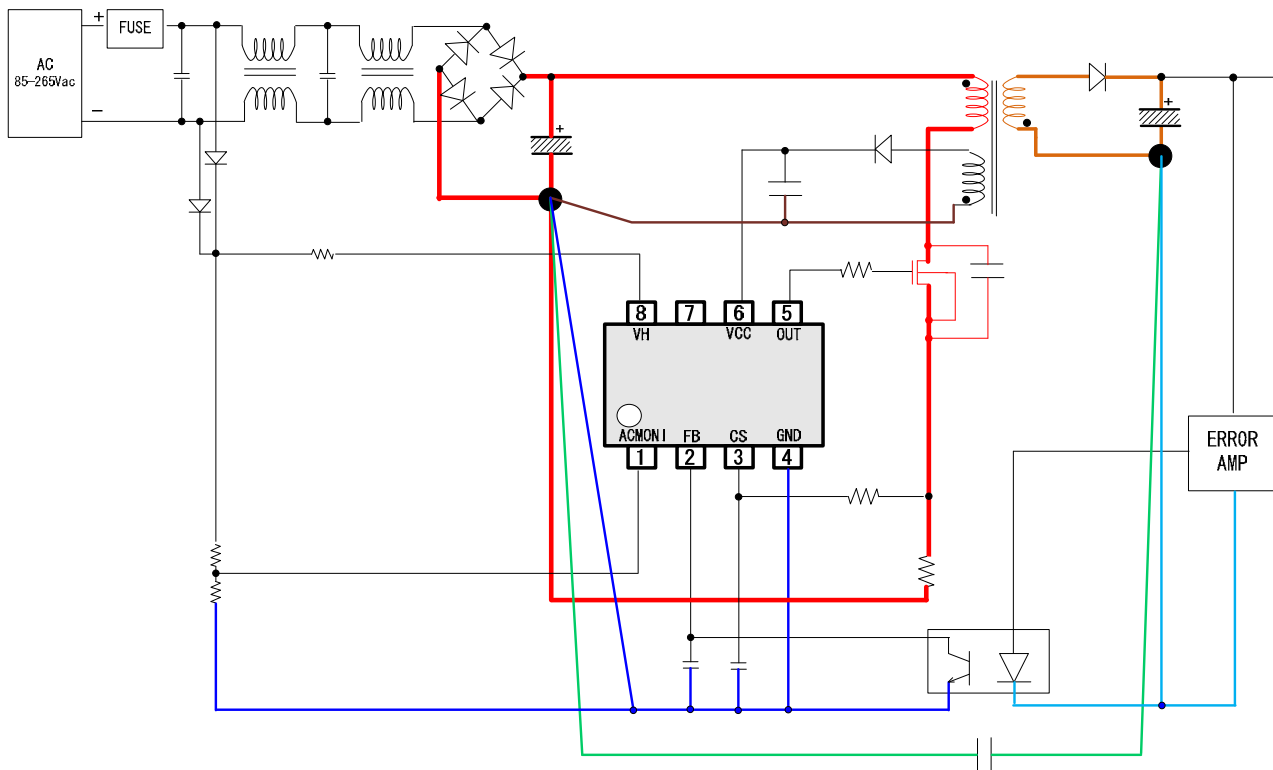 +
FUSE
AC
85-265Vac
-
+
+
8 7 6 5
VH VCC OUT
ACMONI FB CS GND
1 2 3 4
ERROR
AMP